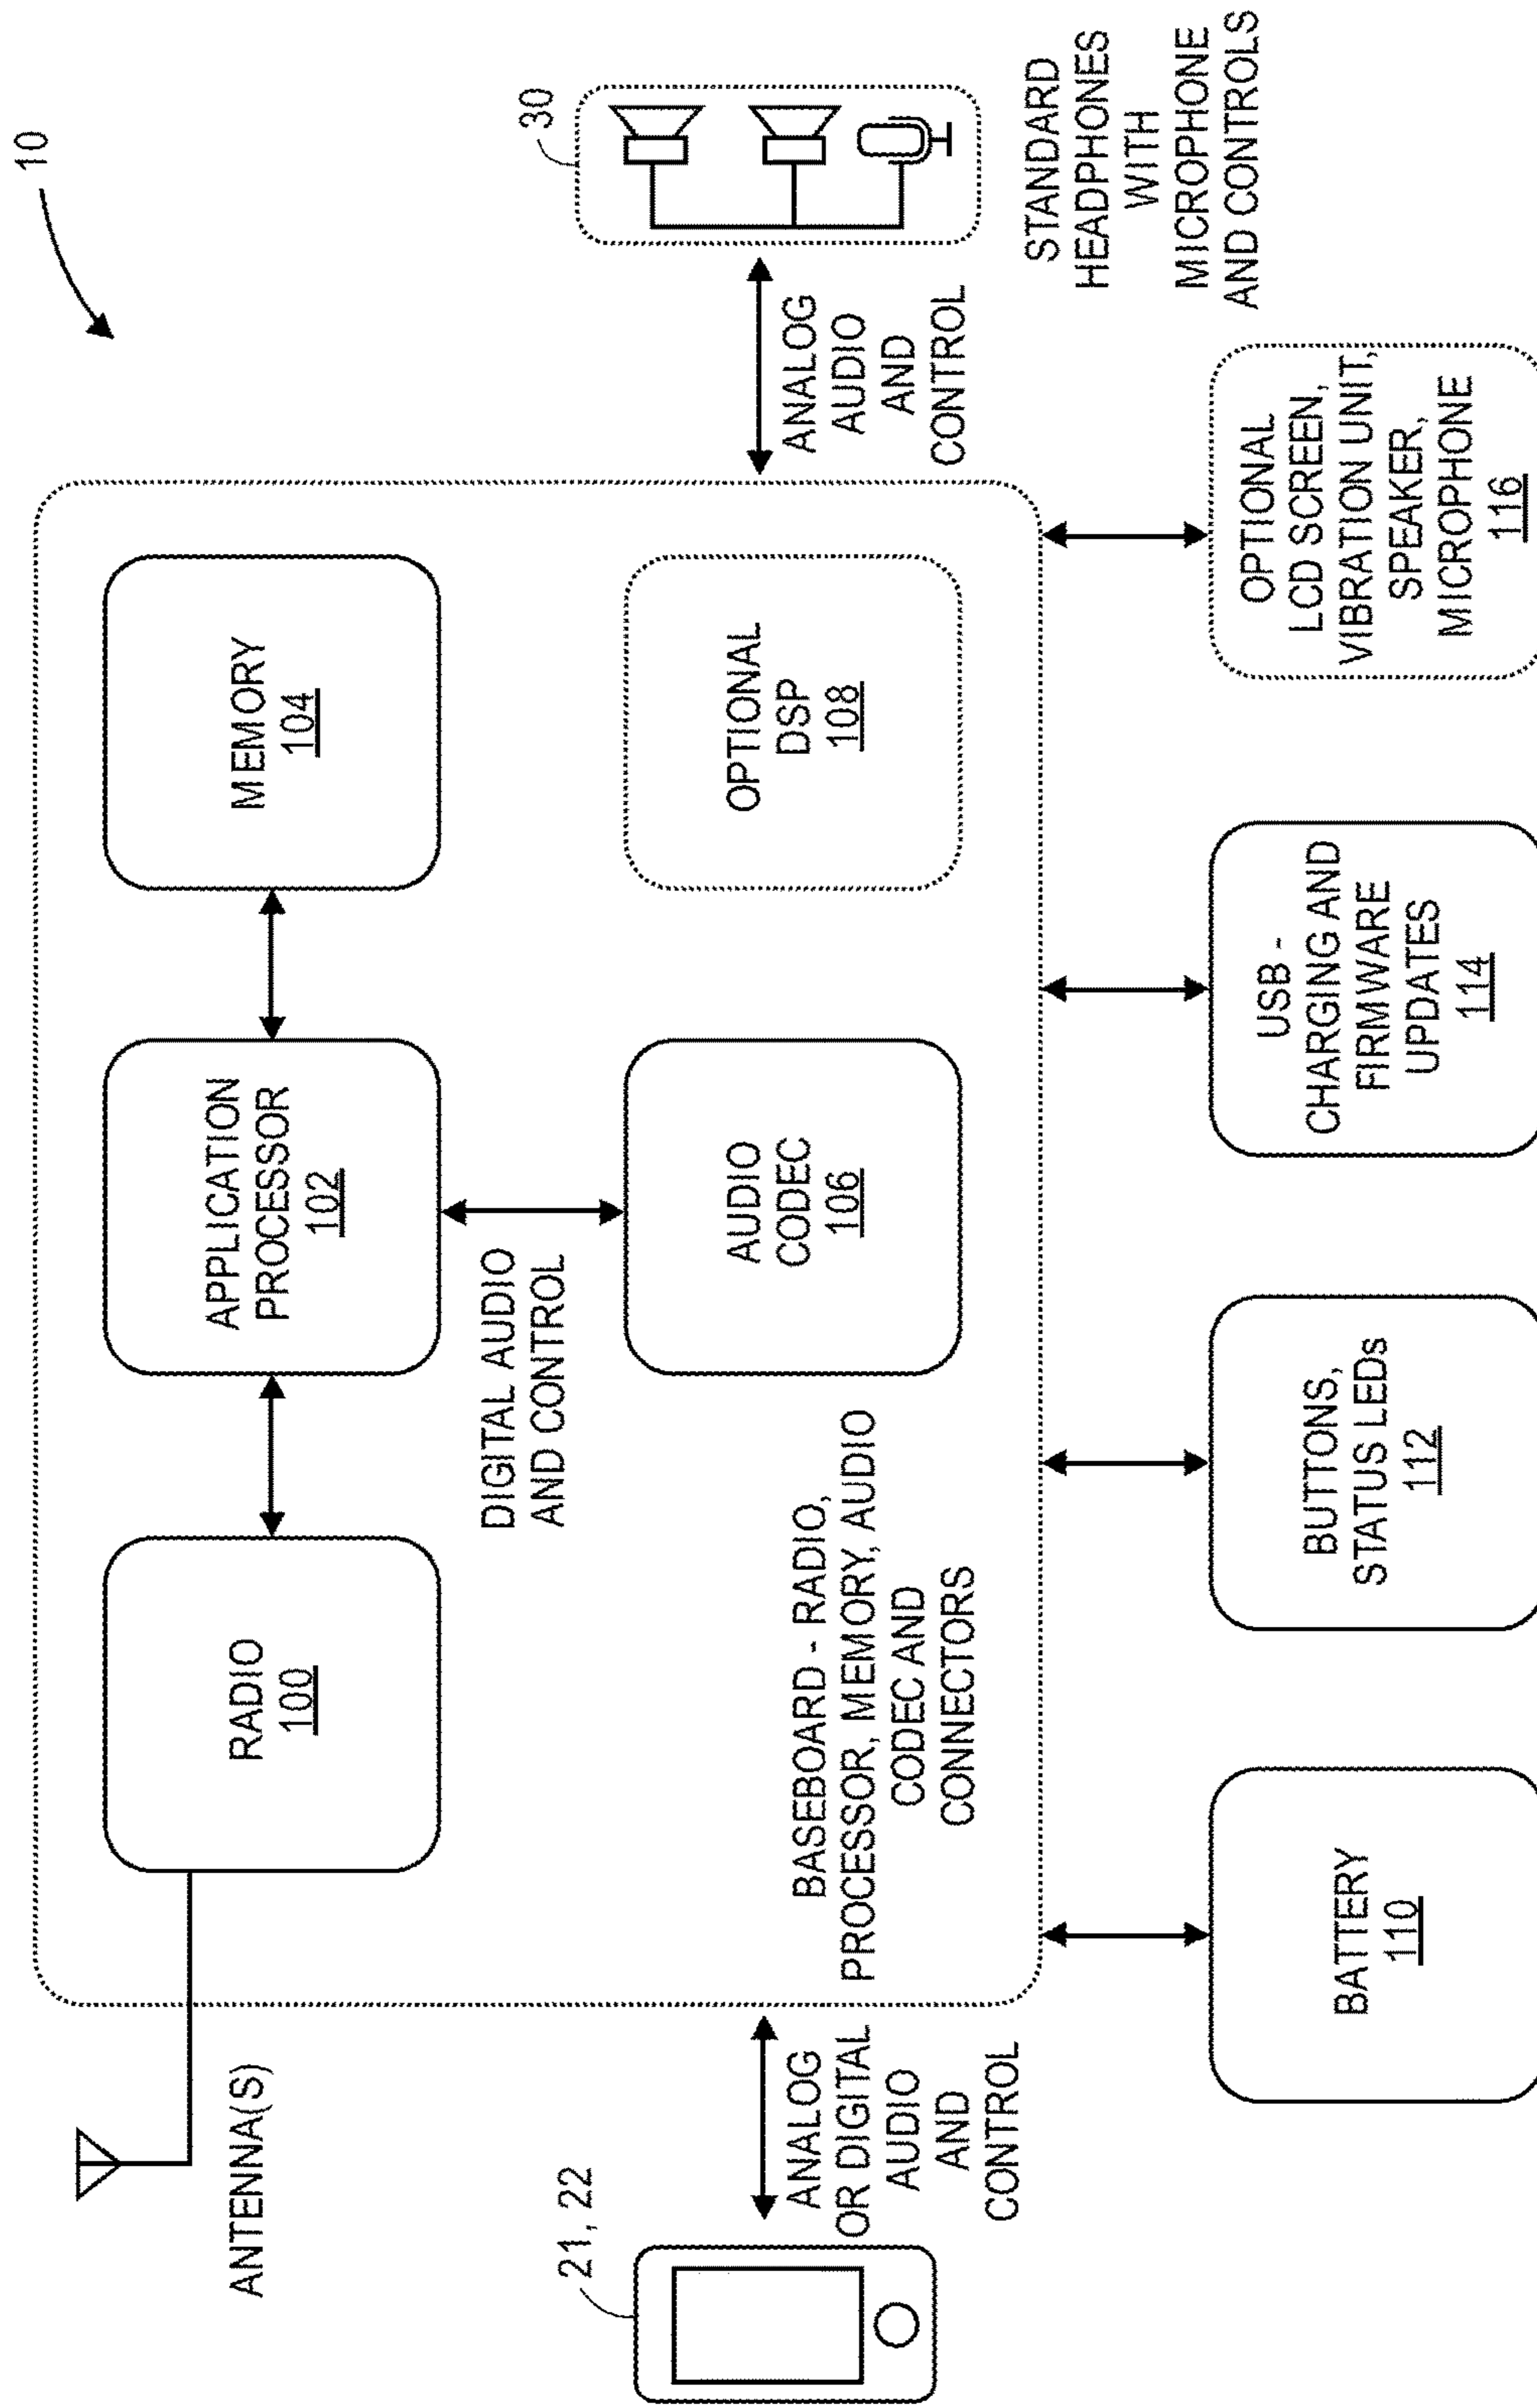 10
ANTENNA(S)
RADIO
100
APPLICATION
PROCESSOR
102
MEMORY
104
DIGITAL AUDIO
AND CONTROL
21, 22
ANALOG
OR DIGITAL
AUDIO
AND
CONTROL
BASEBOARD - RADIO,
PROCESSOR, MEMORY, AUDIO
CODEC AND
CONNECTORS
AUDIO
CODEC
106
OPTIONAL
DSP
108
ANALOG
AUDIO
AND
CONTROL
30
STANDARD
HEADPHONES
WITH
MICROPHONE
AND CONTROLS
BATTERY
110
BUTTONS,
STATUS LEDs
112
USB -
CHARGING AND
FIRMWARE
UPDATES
114
OPTIONAL
LCD SCREEN,
VIBRATION UNIT,
SPEAKER,
MICROPHONE
116